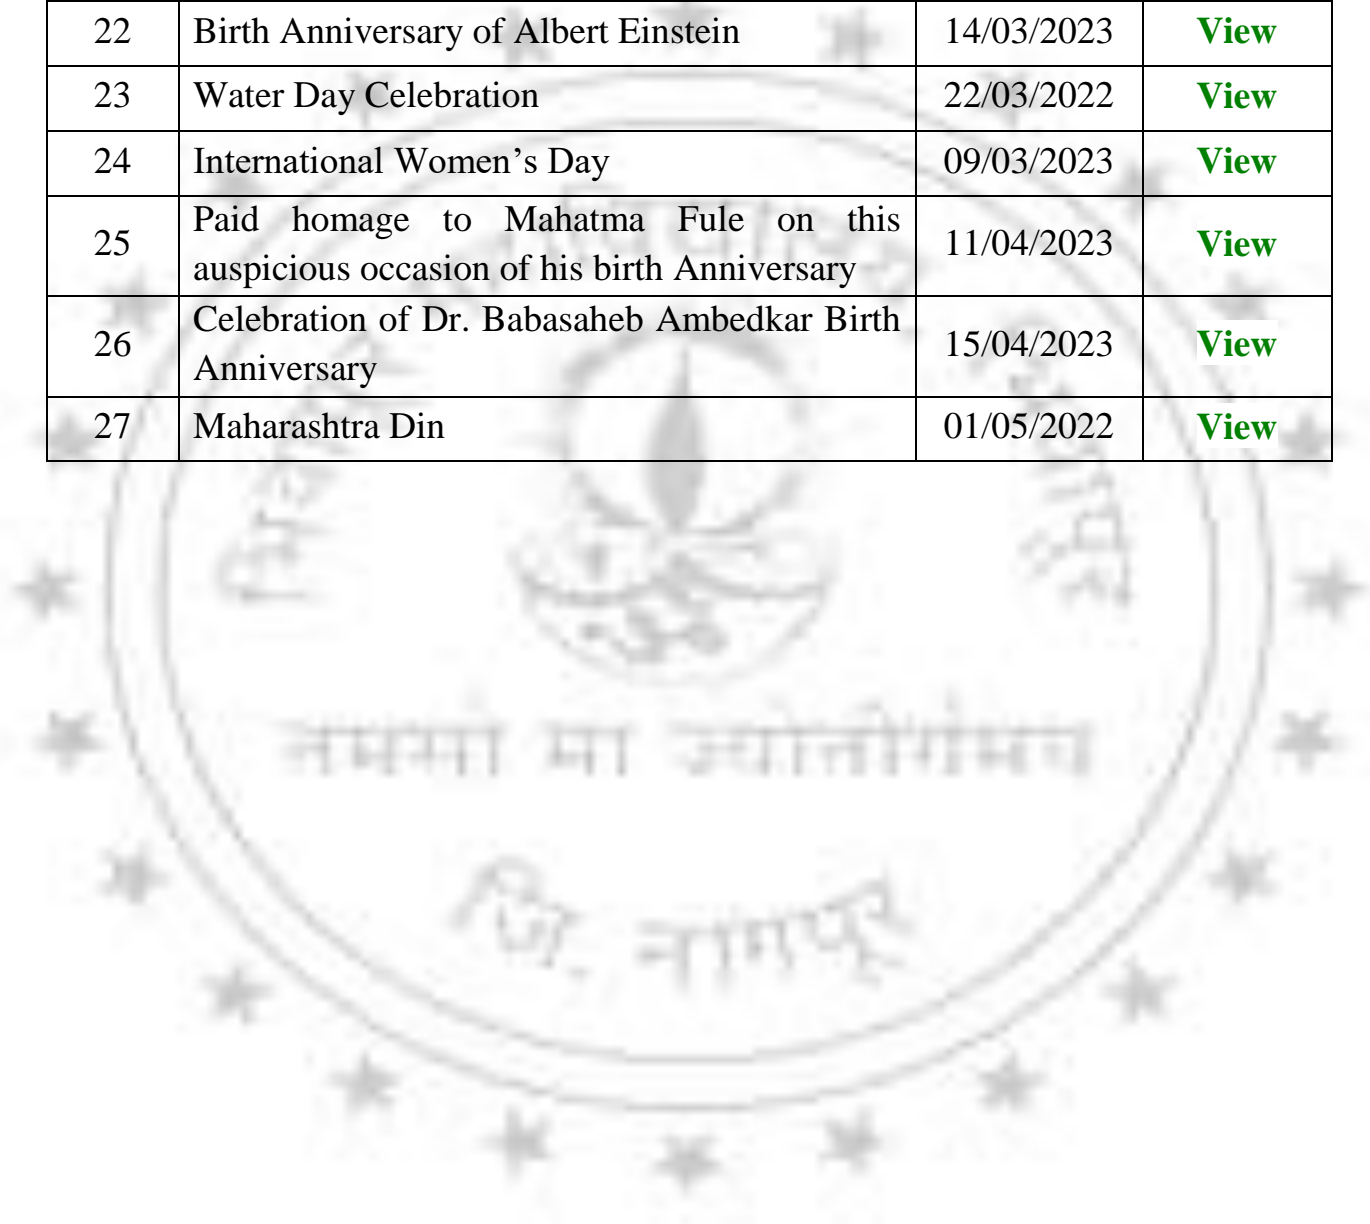 22 Birth Anniversary of Albert Einstein 14/03/2023 View
23 Water Day Celebration 22/03/2022 View
24 International Women’s Day 09/03/2023 View
Paid homage to Mahatma Fule on this
25 11/04/2023 View
auspicious occasion of his birth Anniversary
Celebration of Dr. Babasaheb Ambedkar Birth
26 15/04/2023 View
Anniversary
27 Maharashtra Din 01/05/2022 View
जि. नागपूर